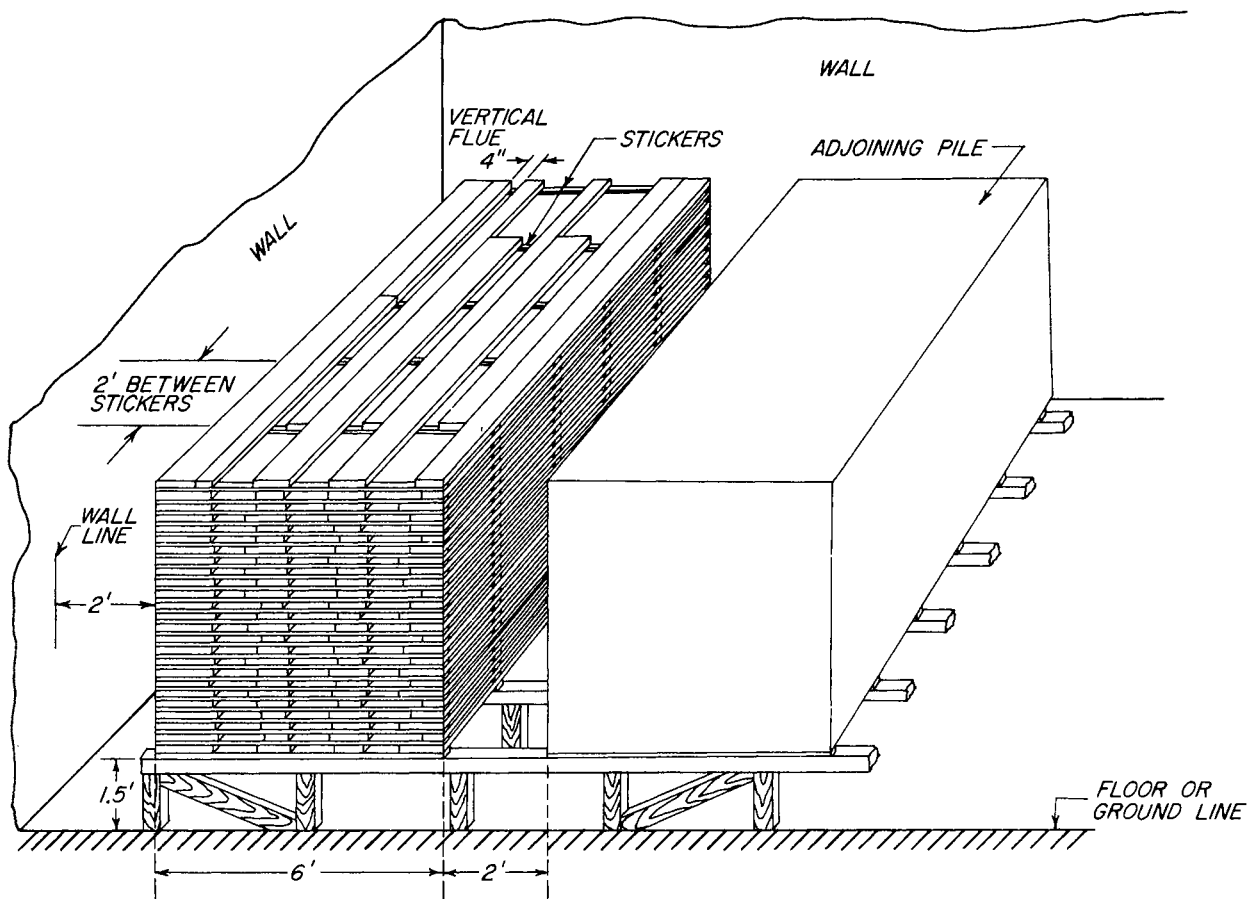 WALL
VERTICAL
FLUE
4"
STICKERS
ADJOINING PILE
WALL
2' BETWEEN
STICKERS
WALL
LINE
2'
1.5'
FLOOR OR
GROUND LINE
6'
2'